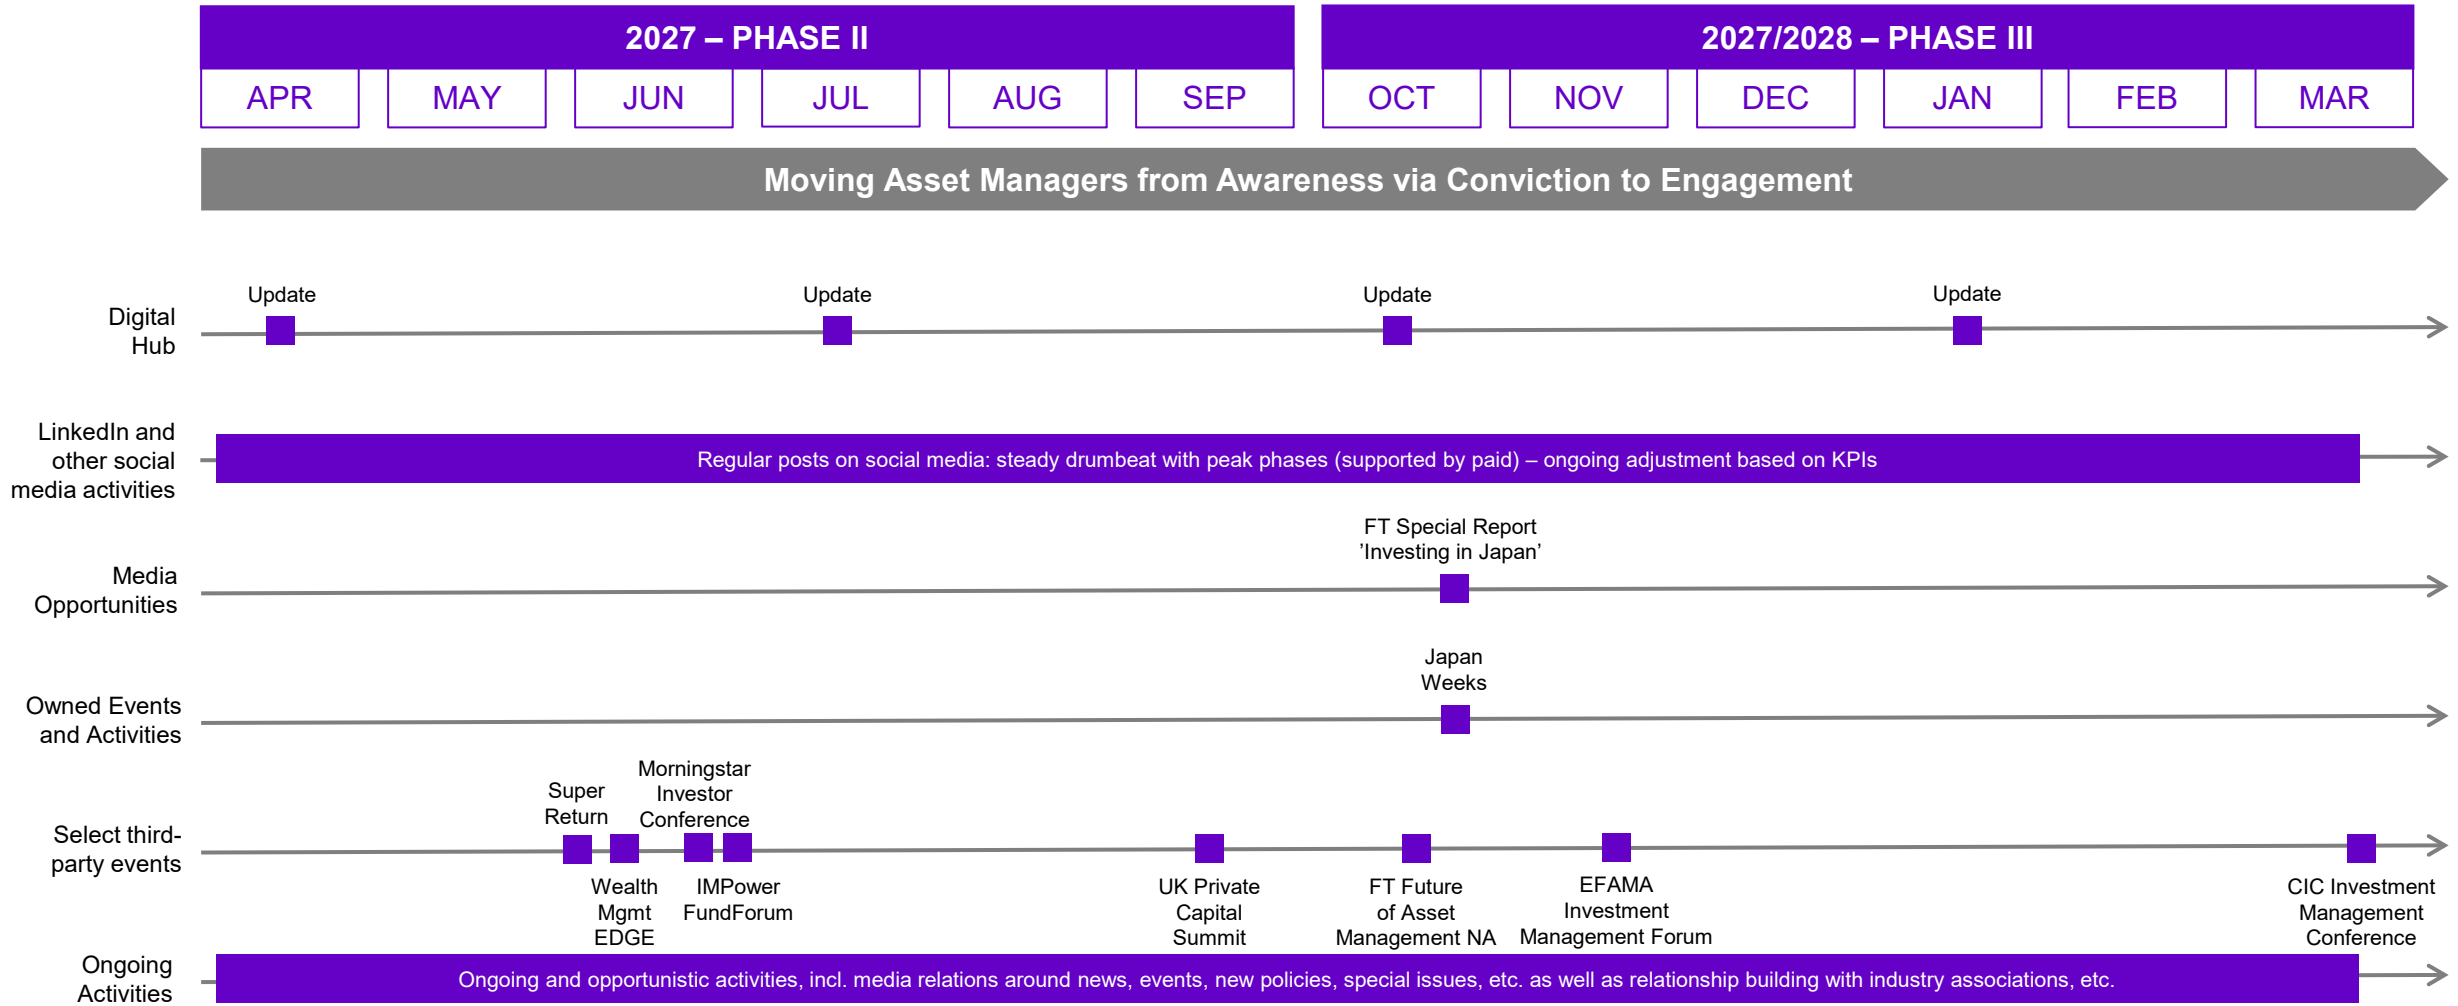 2027 – PHASE II
2027/2028 – PHASE III
APR
MAY
JUN
JUL
AUG
SEP
OCT
NOV
DEC
JAN
FEB
MAR
Moving Asset Managers from Awareness via Conviction to Engagement
Digital
Hub
Update
Update
Update
Update
LinkedIn and
other social
media activities
Regular posts on social media: steady drumbeat with peak phases (supported by paid) – ongoing adjustment based on KPIs
Media
Opportunities
FT Special Report
’Investing in Japan’
Owned Events
and Activities
Japan
Weeks
Select third-
party events
Super
Return
Wealth
Mgmt
EDGE
Morningstar
Investor
Conference
IMPower
FundForum
UK Private
Capital
Summit
FT Future
of Asset
Management NA
EFAMA
Investment
Management Forum
CIC Investment
Management
Conference
Ongoing
Activities
Ongoing and opportunistic activities, incl. media relations around news, events, new policies, special issues, etc. as well as relationship building with industry associations, etc.